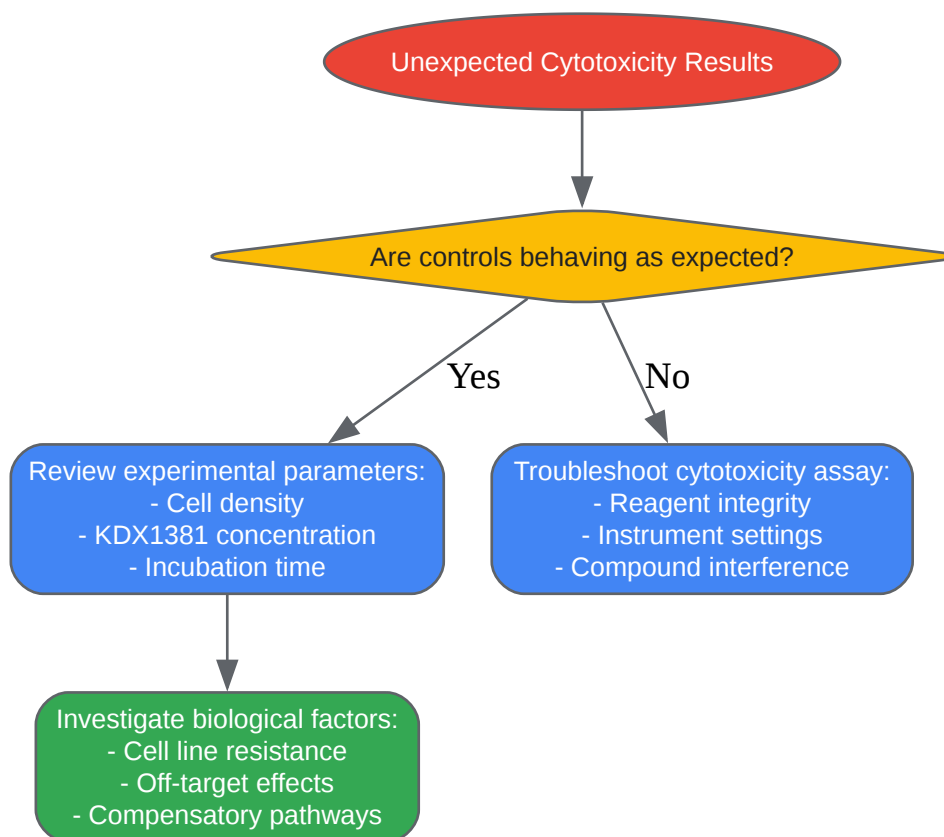 Unexpected Cytotoxicity Results
Are controls behaving as expected?
Yes
No
Review experimental parameters:
- Cell density
- KDX1381 concentration
- Incubation time
Troubleshoot cytotoxicity assay:
- Reagent integrity
- Instrument settings
- Compound interference
Investigate biological factors:
- Cell line resistance
- Off-target effects
- Compensatory pathways